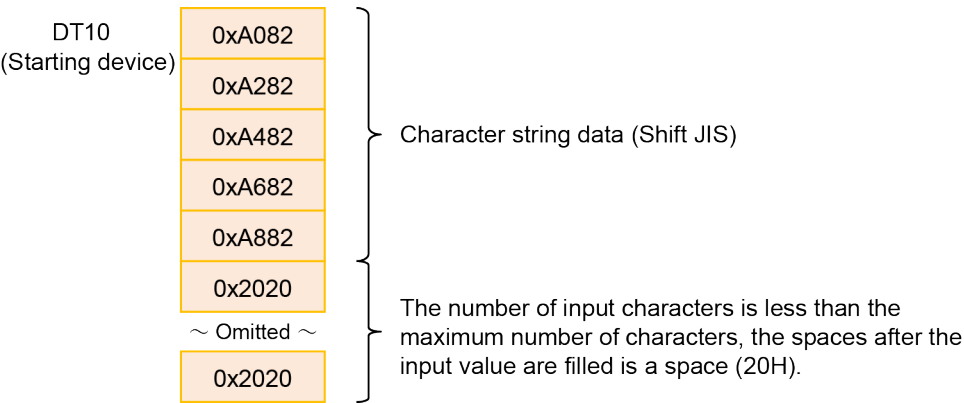 DT10
(Starting device)
0xA082
0xA282
0xA482
0xA682
0xA882
Character string data (Shift JIS)
0x2020
～ Omitted ～
0x2020
The number of input characters is less than the
maximum number of characters, the spaces after the
input value are filled is a space (20H).